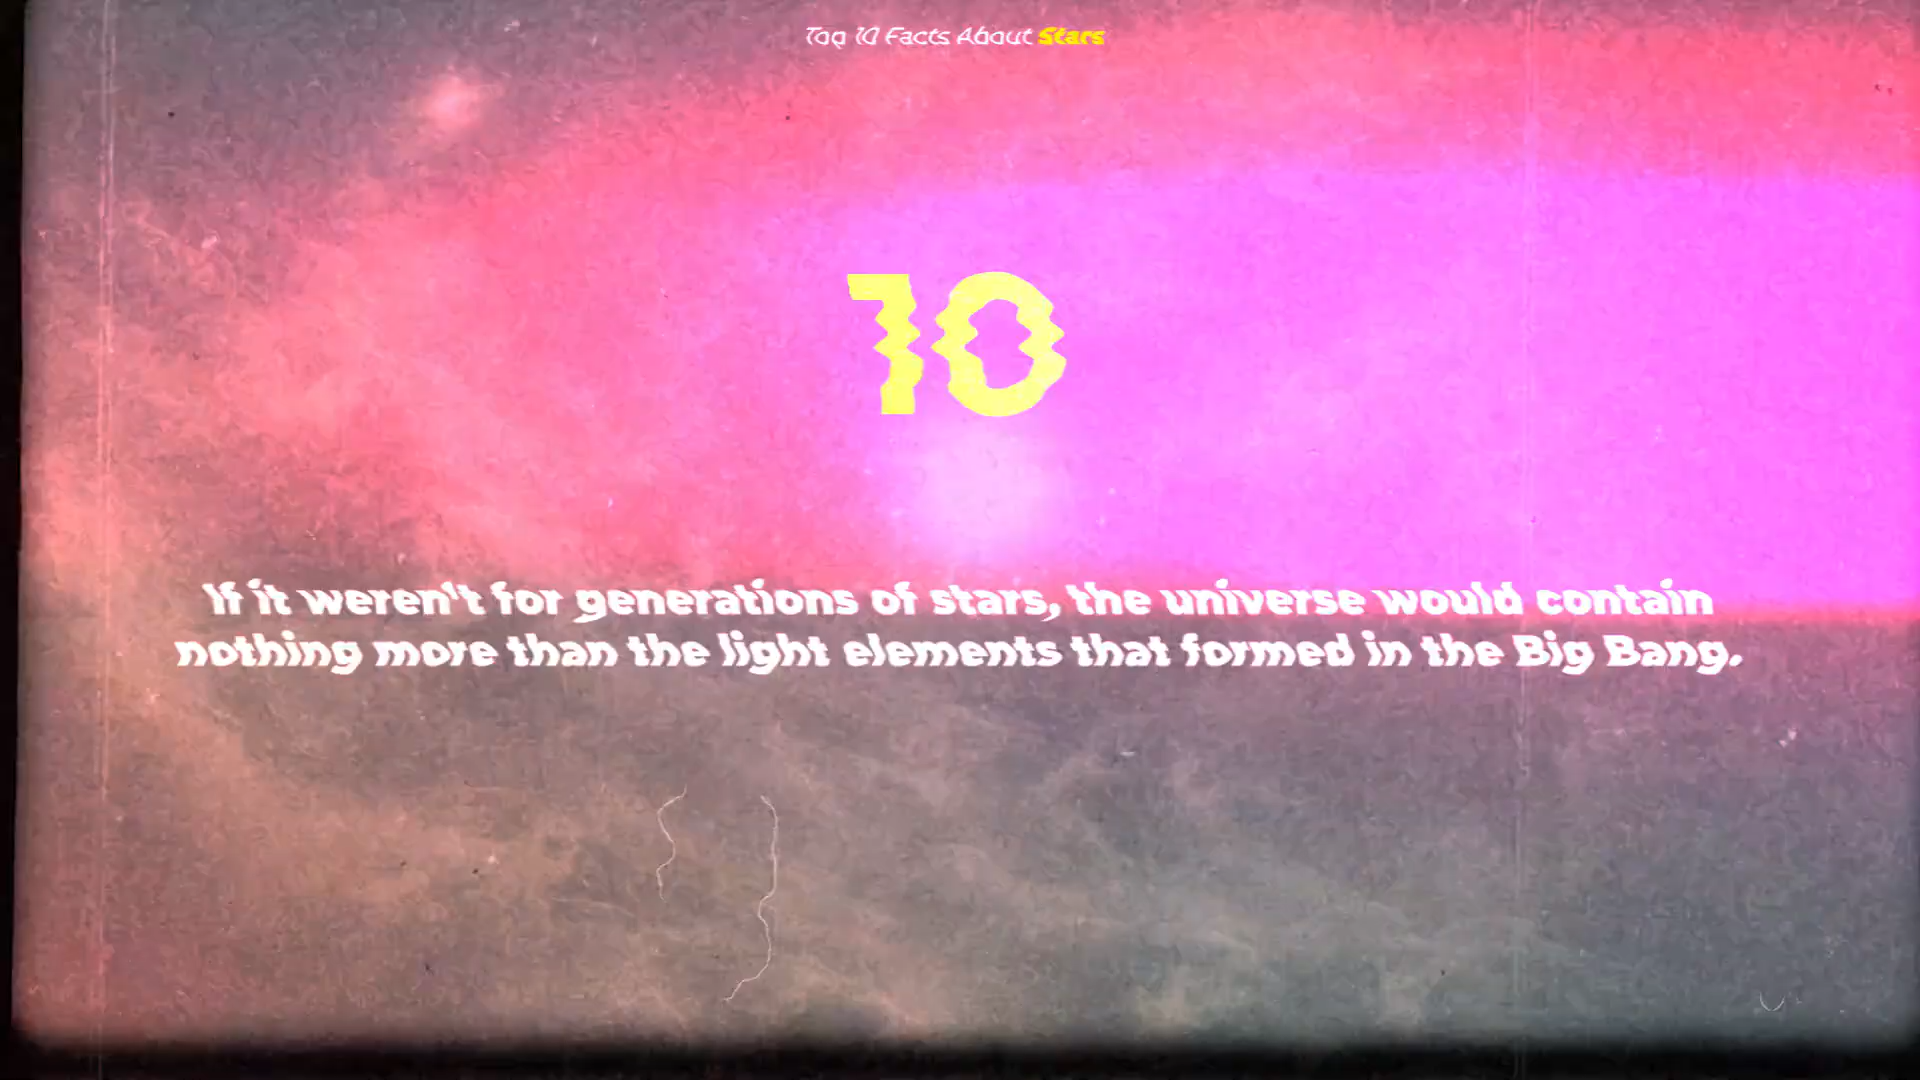 Top 10 Facts About Stars
10
If it weren't for generations of stars, the universe would contain
nothing more than the light elements that formed in the Big Bang.